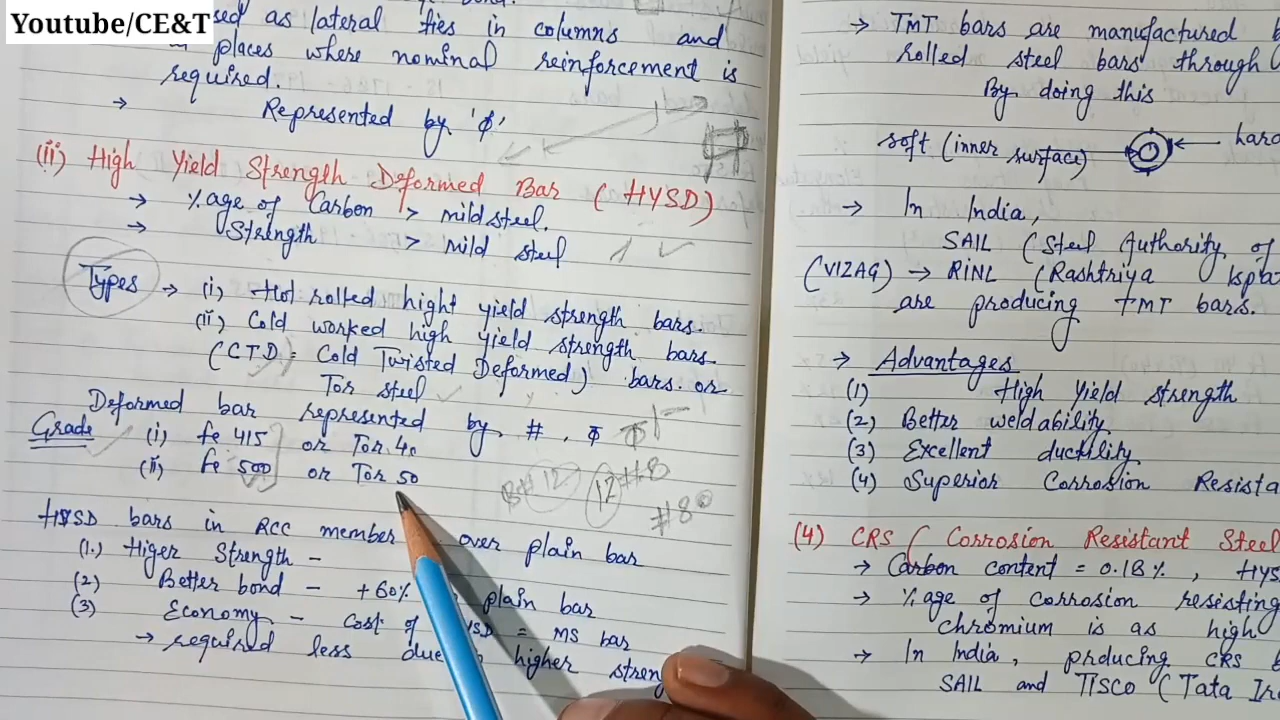 Youtube/CE&T
sed as lateral ties in columns and
places where nominal reinforcement is
required.
→ Represented by 'ϕ'
(ii) High Yield Strength Deformed Bar (HYSD)
→ %age of Carbon > mild steel.
→ Strength > mild steel
Types → (i) Hot rolled hight yield strength bars.
(ii) Cold worked high yield strength bars.
(CTD = Cold Twisted Deformed) bars or
Tor steel
Deformed bar represented by #,
Grade (i) fe 415 or Tor 40
(ii) fe 500 or Tor 50
12 12 #8
#8
HYSD bars in RCC member over plain bar
(1.) Higer Strength -
(2) Better bond - +60% plain bar
(3) Economy - Cost of SD = MS bar
→ required less due higher streng
→ TMT bars are manufactured b
rolled steel bars through
By doing this
soft (inner surface) → ← hard
→ In India,
SAIL (Steel Authority of
(VIZAG) → RINL (Rashtriya Ispat
are producing TMT bars.
→ Advantages
(1) High Yield strength
(2) Better weldability
(3) Excellent ductility
(4) Superior Corrosion Resista
(4) CRS (Corrosion Resistant Steel
→ Carbon content = 0.18%, HYS
→ %age of corrosion resisting
chromium is as high
→ In India, prducing CRS b
SAIL and TISCO (Tata Ir